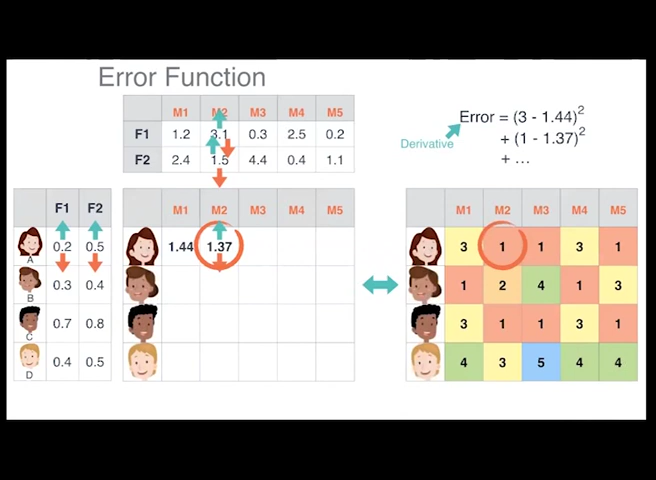 Error Function
M1 M2 M3 M4 M5
F1 1.2 3.1 0.3 2.5 0.2
F2 2.4 1.5 4.4 0.4 1.1
Error = (3 - 1.44)²
+ (1 - 1.37)²
+ ...
Derivative
F1 F2
A 0.2 0.5
B 0.3 0.4
C 0.7 0.8
D 0.4 0.5
M1 M2 M3 M4 M5
1.44 1.37
M1 M2 M3 M4 M5
3 1 1 3 1
1 2 4 1 3
3 1 1 3 1
4 3 5 4 4